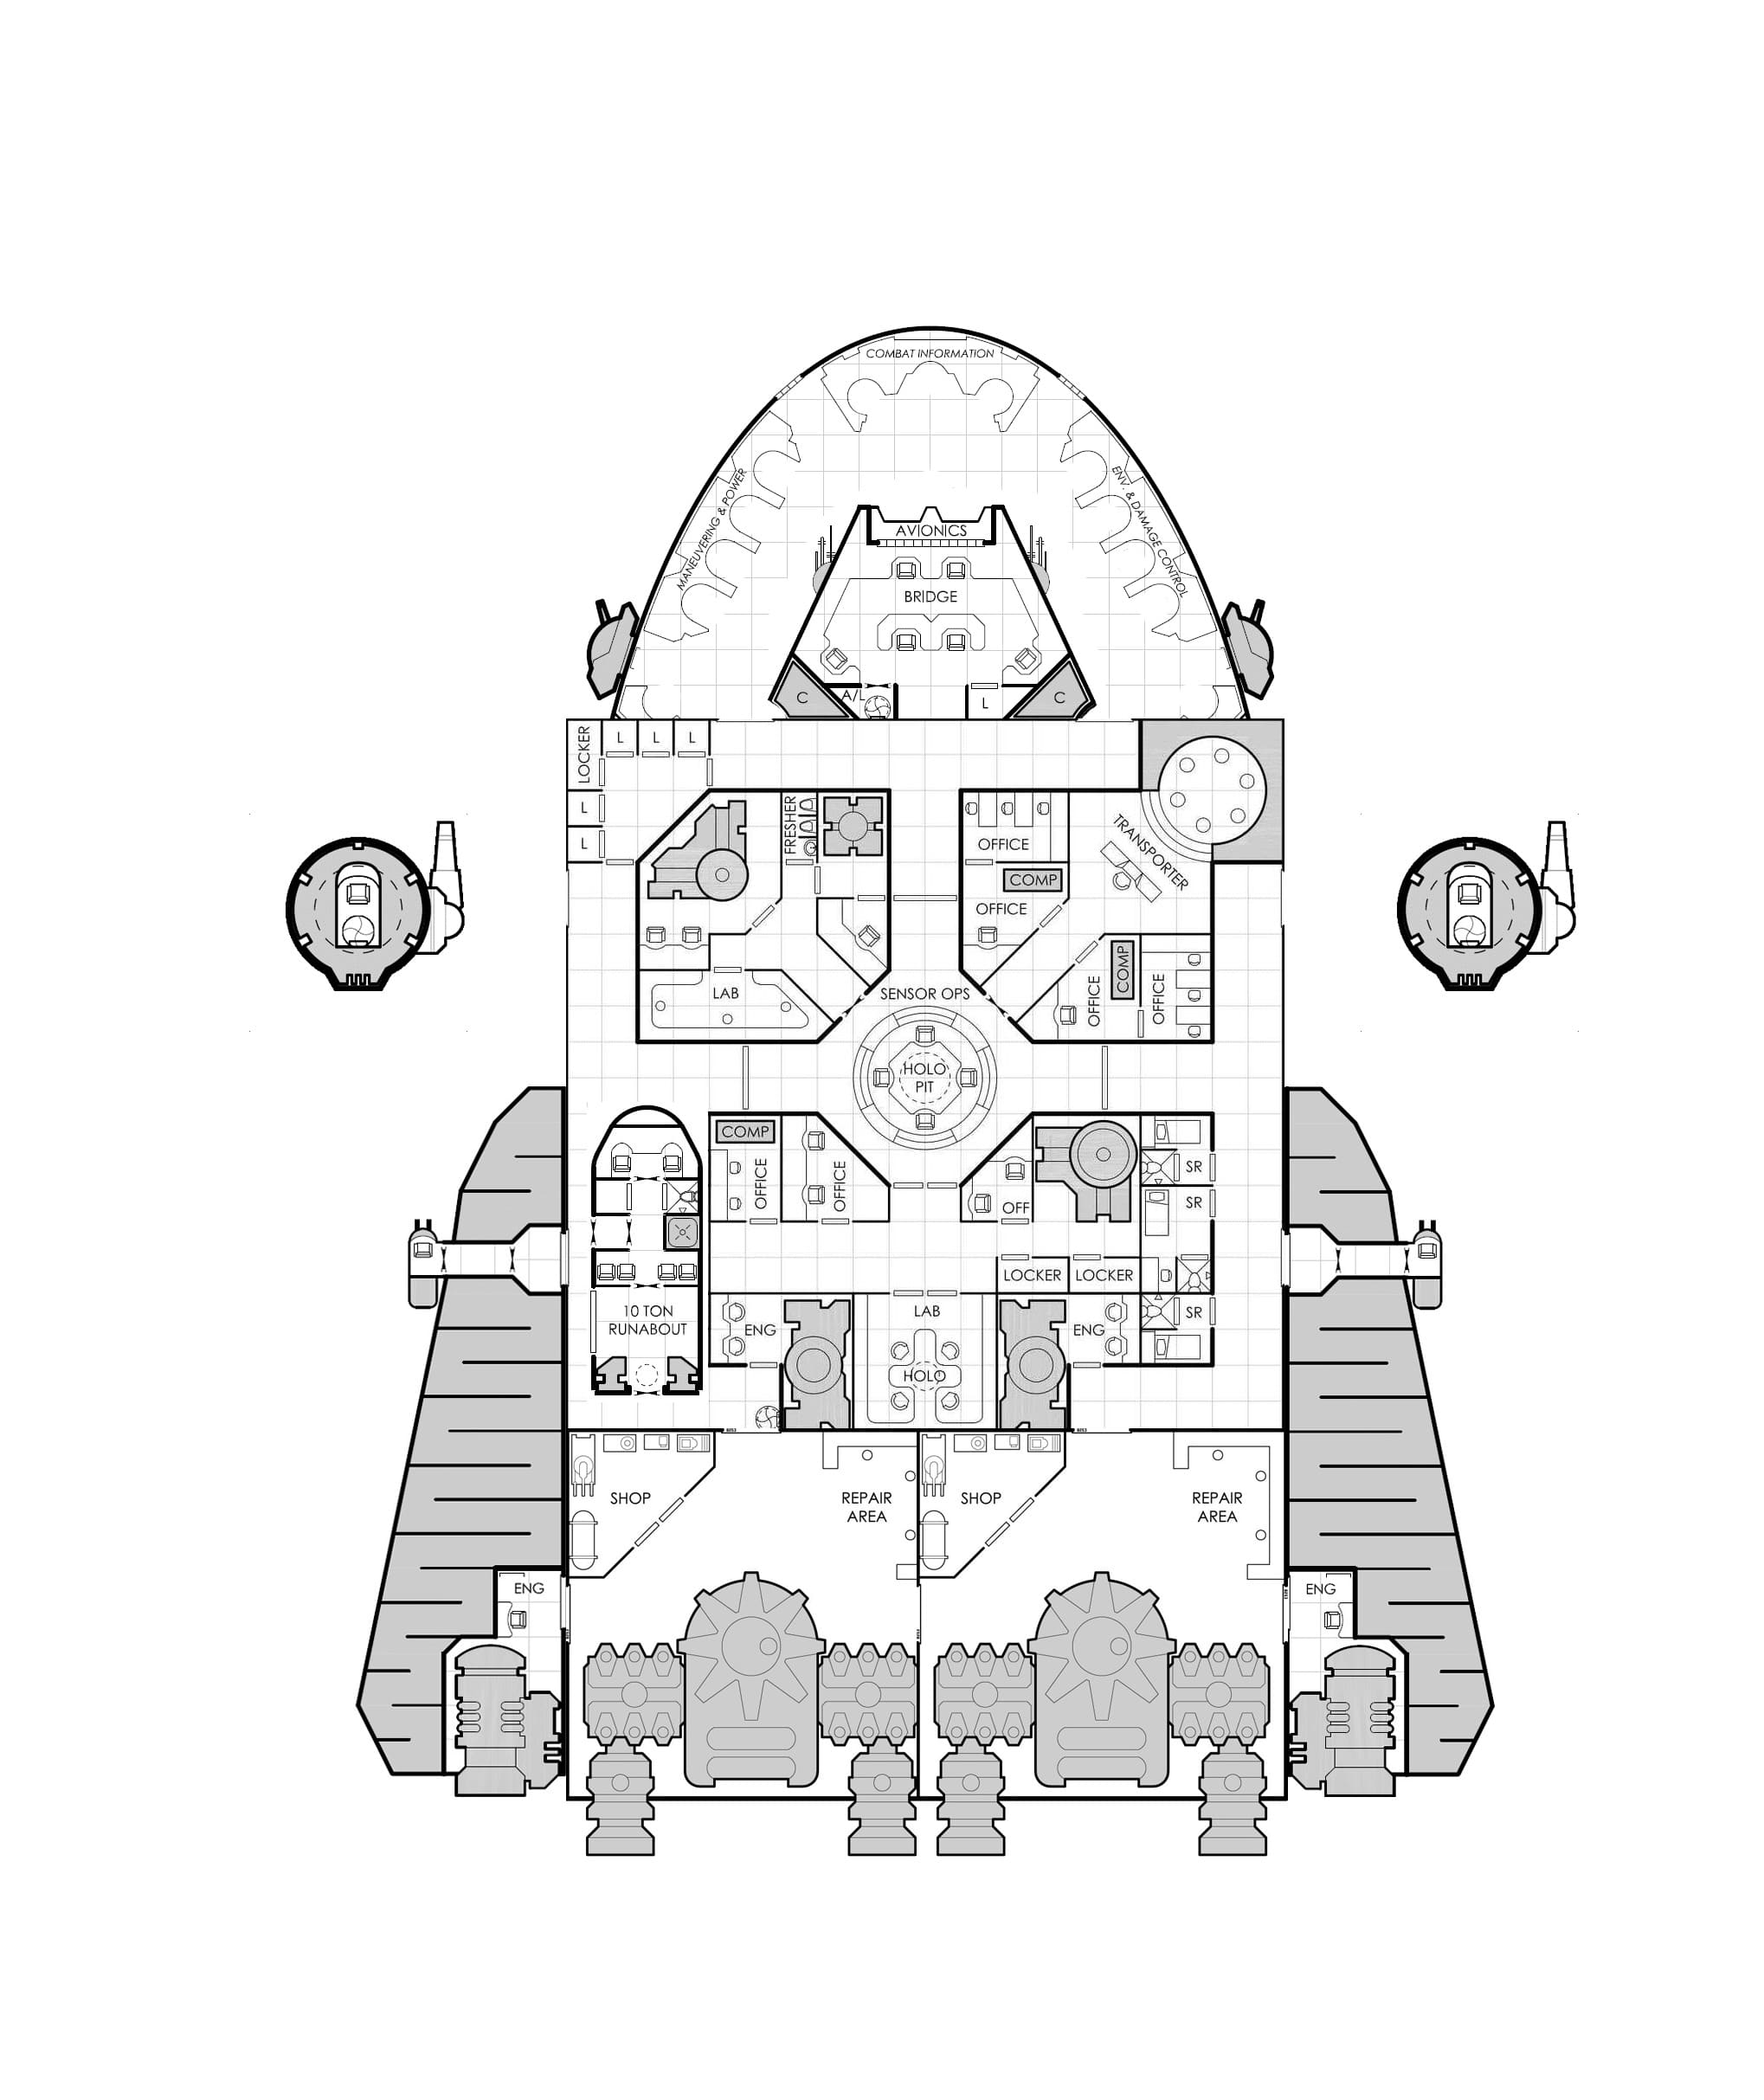 COMBAT INFORMATION
MANEUVERING & POWER
ENV. & DAMAGE CONTROL
AVIONICS
BRIDGE
C
A/L
L
C
LOCKER
L
L
L
L
L
FRESHER
OFFICE
COMP
OFFICE
TRANSPORTER
LAB
SENSOR OPS
OFFICE
COMP
OFFICE
HOLO
PIT
COMP
OFFICE
OFFICE
OFF
SR
SR
LOCKER
LOCKER
10 TON
RUNABOUT
ENG
LAB
HOLO
ENG
SR
SHOP
REPAIR
AREA
SHOP
REPAIR
AREA
ENG
ENG